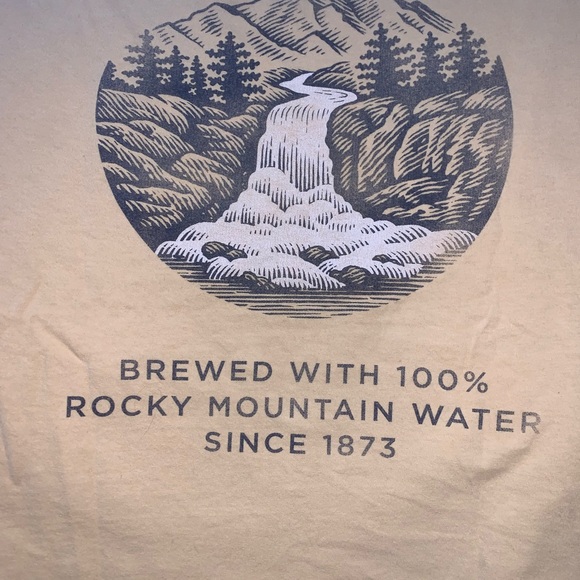 BREWED WITH 100%
ROCKY MOUNTAIN WATER
SINCE 1873